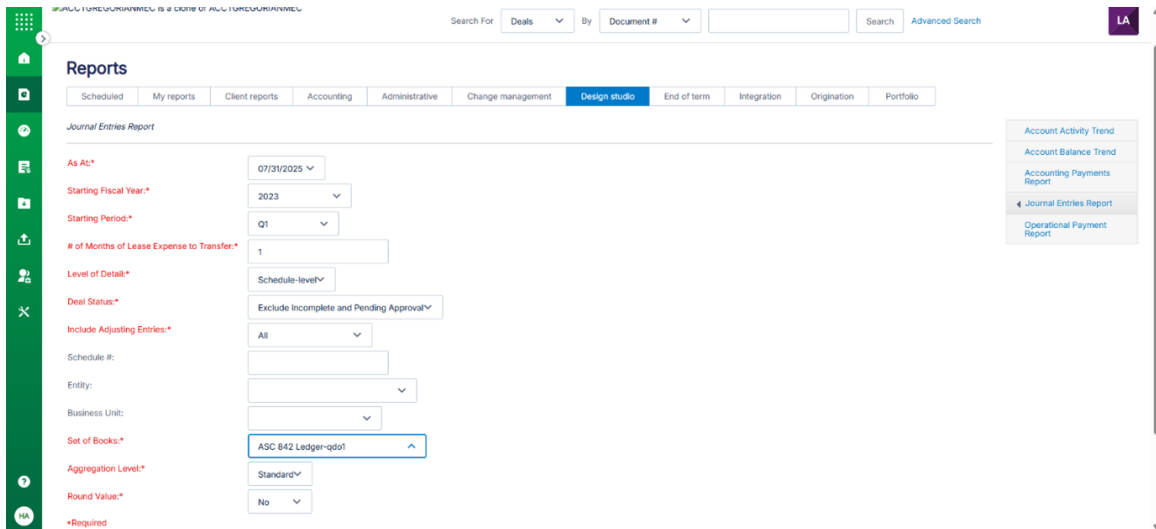 ACCTGREGORIANMEC is a clone of ACCTGREGORIANMEC
Search For Deals By Document # Search Advanced Search LA
Reports
Scheduled My reports Client reports Accounting Administrative Change management Design studio End of term Integration Origination Portfolio
Journal Entries Report
As At:* 07/31/2025
Starting Fiscal Year:* 2023
Starting Period:* Q1
# of Months of Lease Expense to Transfer:* 1
Level of Detail:* Schedule-level
Deal Status:* Exclude Incomplete and Pending Approval
Include Adjusting Entries:* All
Schedule #:
Entity:
Business Unit:
Set of Books:* ASC 842 Ledger-qdo1
Aggregation Level:* Standard
Round Value:* No
*Required
Account Activity Trend
Account Balance Trend
Accounting Payments
Report
Journal Entries Report
Operational Payment
Report
?
HA